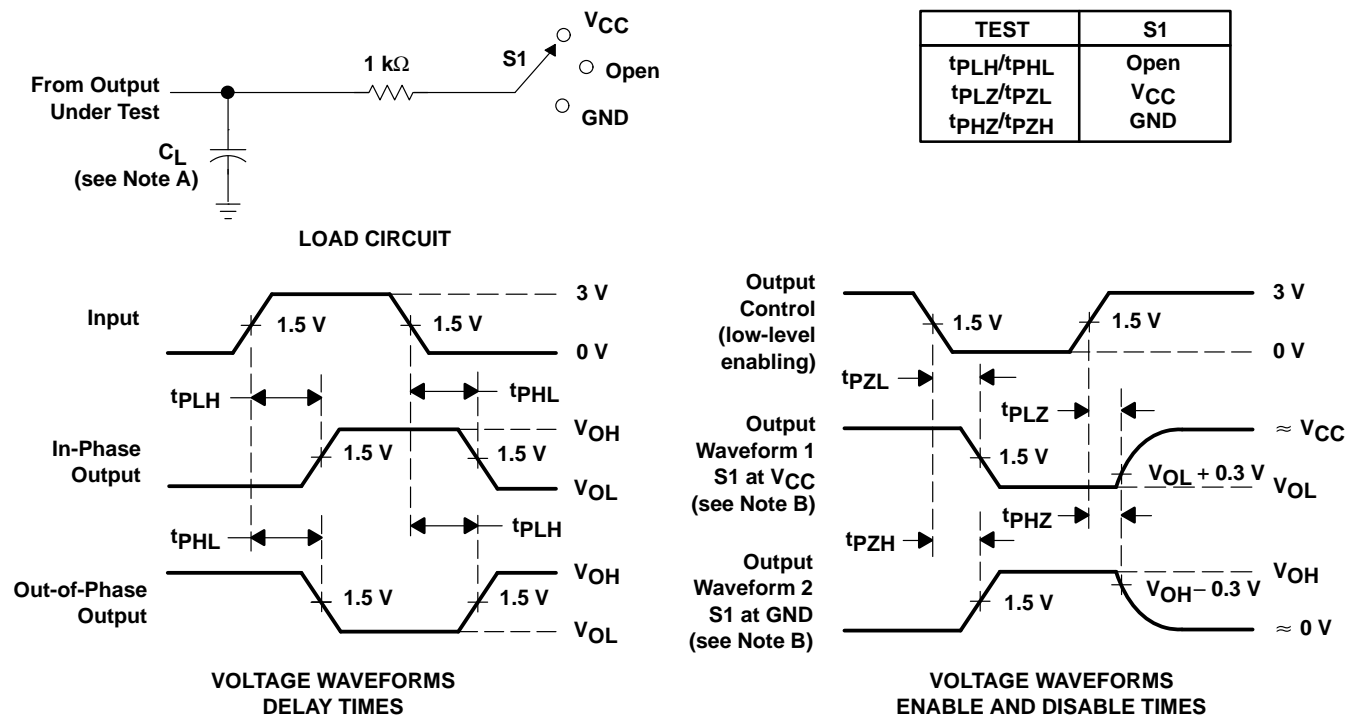 From Output
Under Test
CL
(see Note A)
1 kΩ
S1
VCC
Open
GND
LOAD CIRCUIT
TEST S1
tPLH/tPHL Open
tPLZ/tPZL VCC
tPHZ/tPZH GND
Input
1.5 V
1.5 V
3 V
0 V
tPLH
tPHL
In-Phase
Output
1.5 V
1.5 V
VOH
VOL
tPHL
tPLH
Out-of-Phase
Output
1.5 V
1.5 V
VOH
VOL
VOLTAGE WAVEFORMS
DELAY TIMES
Output
Control
(low-level
enabling)
1.5 V
1.5 V
3 V
0 V
tPZL
tPLZ
Output
Waveform 1
S1 at VCC
(see Note B)
1.5 V
VOL + 0.3 V
≈ VCC
VOL
tPZH
tPHZ
Output
Waveform 2
S1 at GND
(see Note B)
1.5 V
VOH − 0.3 V
VOH
≈ 0 V
VOLTAGE WAVEFORMS
ENABLE AND DISABLE TIMES